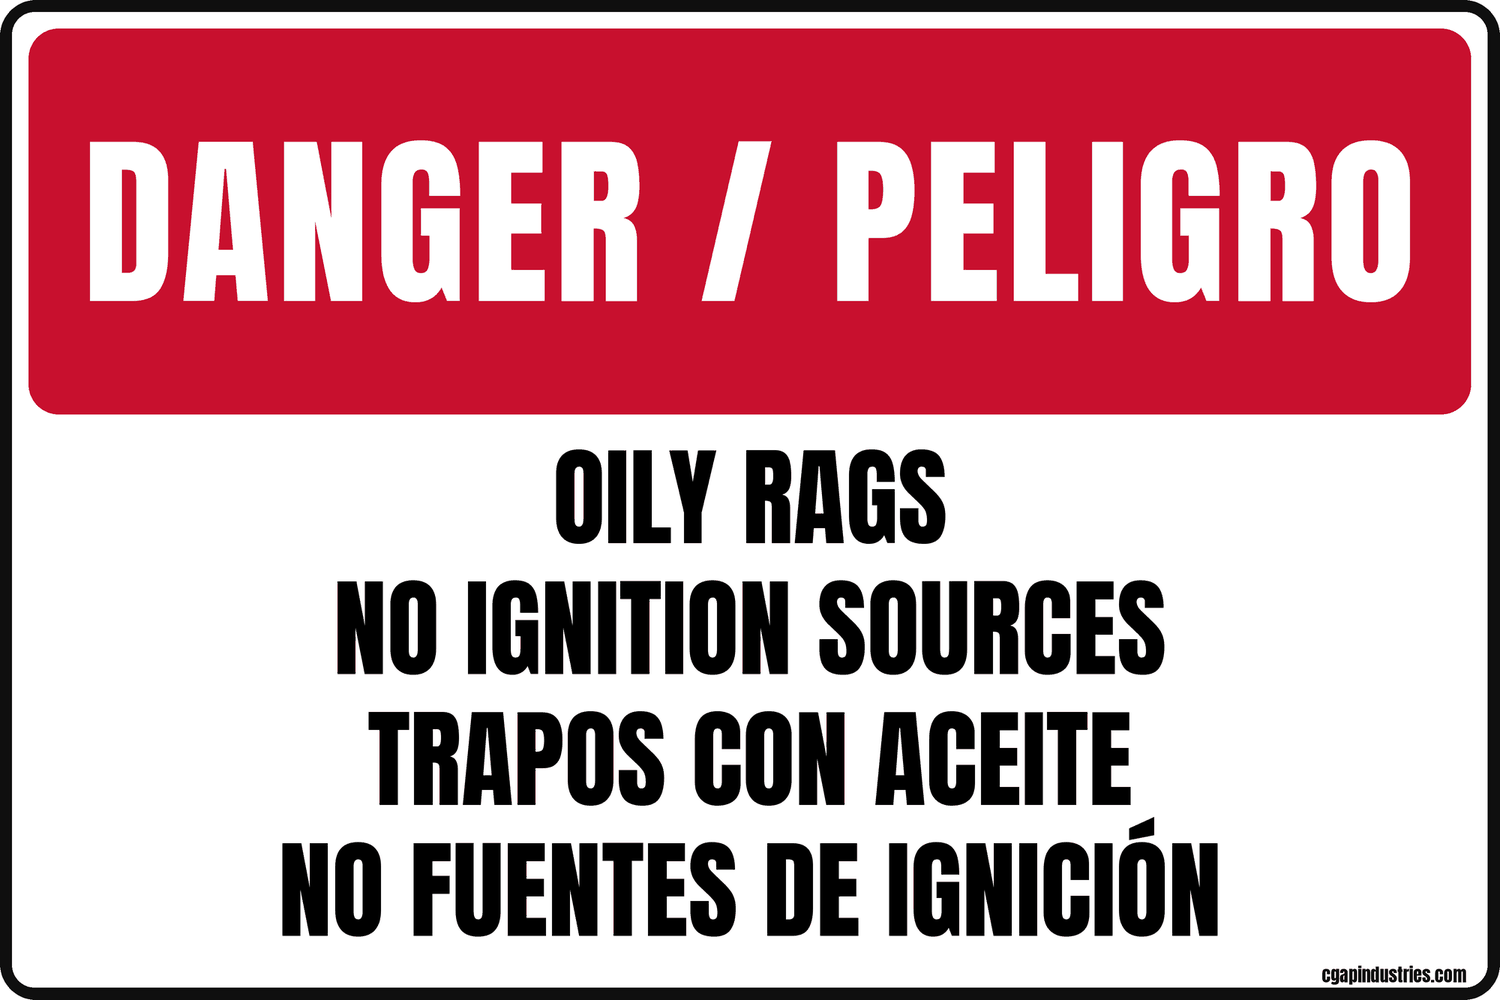 DANGER / PELIGRO
OILY RAGS
NO IGNITION SOURCES
TRAPOS CON ACEITE
NO FUENTES DE IGNICIÓN
cgapindustries.com